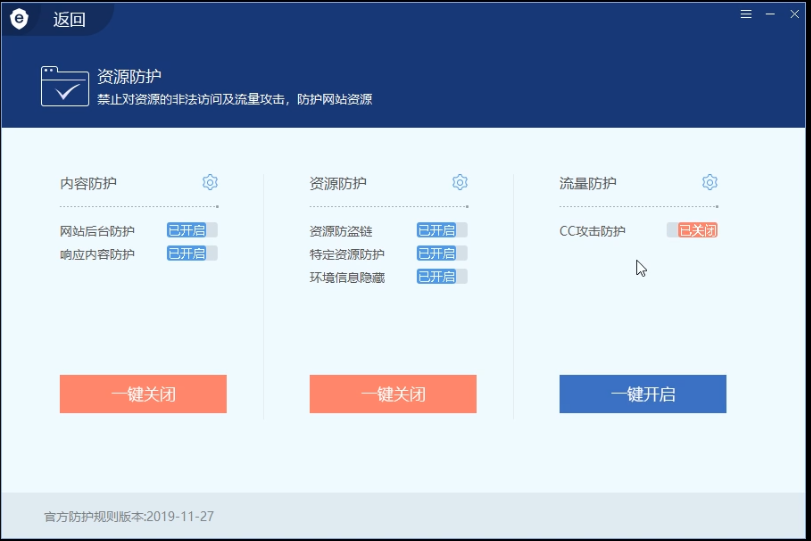 返回
资源防护
禁止对资源的非法访问及流量攻击，防护网站资源
内容防护
网站后台防护 已开启
响应内容防护 已开启
一键关闭
资源防护
资源防盗链 已开启
特定资源防护 已开启
环境信息隐藏 已开启
一键关闭
流量防护
CC攻击防护 已关闭
一键开启
官方防护规则版本:2019-11-27